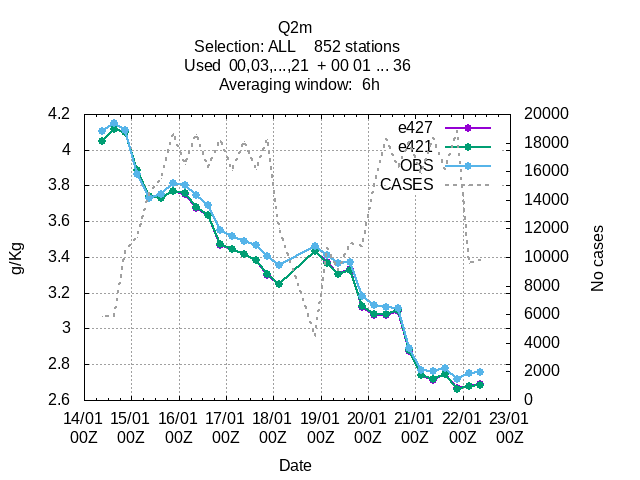 Q2m
Selection: ALL    852 stations
Used  00,03,...,21  + 00 01 ... 36
Averaging window:  6h
4.2
4
3.8
3.6
3.4
3.2
3
2.8
2.6
g/Kg
20000
18000
16000
14000
12000
10000
8000
6000
4000
2000
0
No cases
e427
e421
OBS
CASES
14/01 15/01 16/01 17/01 18/01 19/01 20/01 21/01 22/01 23/01
00Z 00Z 00Z 00Z 00Z 00Z 00Z 00Z 00Z 00Z
Date